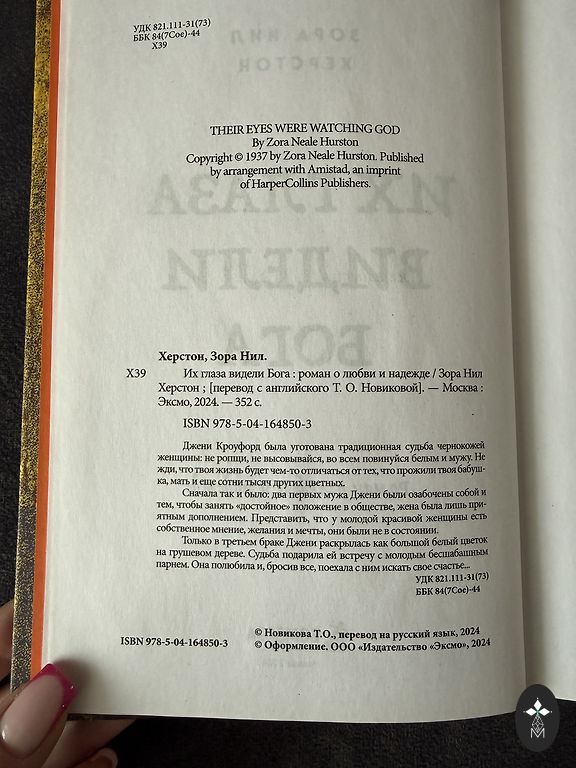 УДК 821.111-31(73)
ББК 84(7Сое)-44
Х39
THEIR EYES WERE WATCHING GOD
By Zora Neale Hurston
Copyright © 1937 by Zora Neale Hurston. Published
by arrangement with Amistad, an imprint
of HarperCollins Publishers.
Херстон, Зора Нил.
Х39 Их глаза видели Бога : роман о любви и надежде / Зора Нил
Херстон ; [перевод с английского Т. О. Новиковой]. — Москва :
Эксмо, 2024. — 352 с.
ISBN 978-5-04-164850-3
Джени Кроуфорд была уготована традиционная судьба чернокожей
женщины: не ропщи, не высовывайся, во всем повинуйся белым и мужу. Не
жди, что твоя жизнь будет чем-то отличаться от тех, что прожили твоя бабуш-
ка, мать и еще сотни тысяч других цветных.
Сначала так и было: два первых мужа Джени были озабочены собой и
тем, чтобы занять «достойное» положение в обществе, жена была лишь при-
ятным дополнением. Представить, что у молодой красивой женщины есть
собственное мнение, желания и мечты, они были не в состоянии.
Только в третьем браке Джени раскрылась как большой белый цветок
на грушевом дереве. Судьба подарила ей встречу с молодым бесшабашным
парнем. Она полюбила и, бросив все, поехала с ним искать свое счастье...
УДК 821.111-31(73)
ББК 84(7Сое)-44
© Новикова Т.О., перевод на русский язык, 2024
ISBN 978-5-04-164850-3 © Оформление. ООО «Издательство «Эксмо», 2024
ЗОРА НИЛ
ХЕРСТОН
ИХ ГЛАЗА
ВИДЕЛИ
БОГА
M